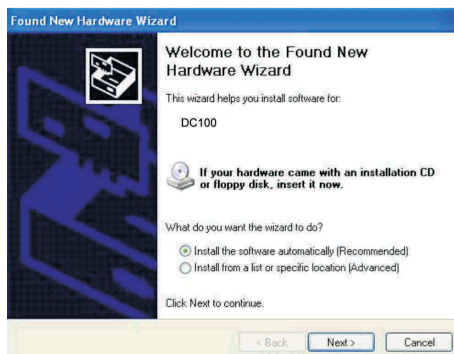 Found New Hardware Wizard
Welcome to the Found New
Hardware Wizard
This wizard helps you install software for:
DC100
If your hardware came with an installation CD
or floppy disk, insert it now.
What do you want the wizard to do?
Install the software automatically (Recommended)
Install from a list or specific location (Advanced)
Click Next to continue.
< Back
Next >
Cancel